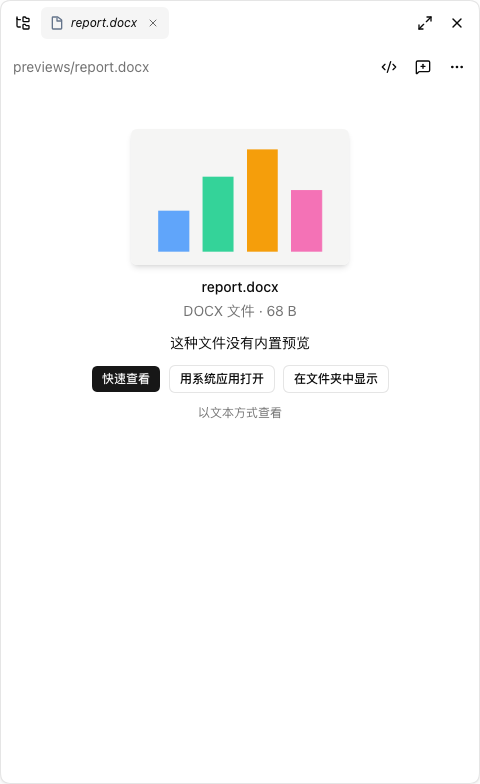 report.docx
previews/report.docx
report.docx
DOCX 文件 · 68 B
这种文件没有内置预览
快速查看
用系统应用打开
在文件夹中显示
以文本方式查看